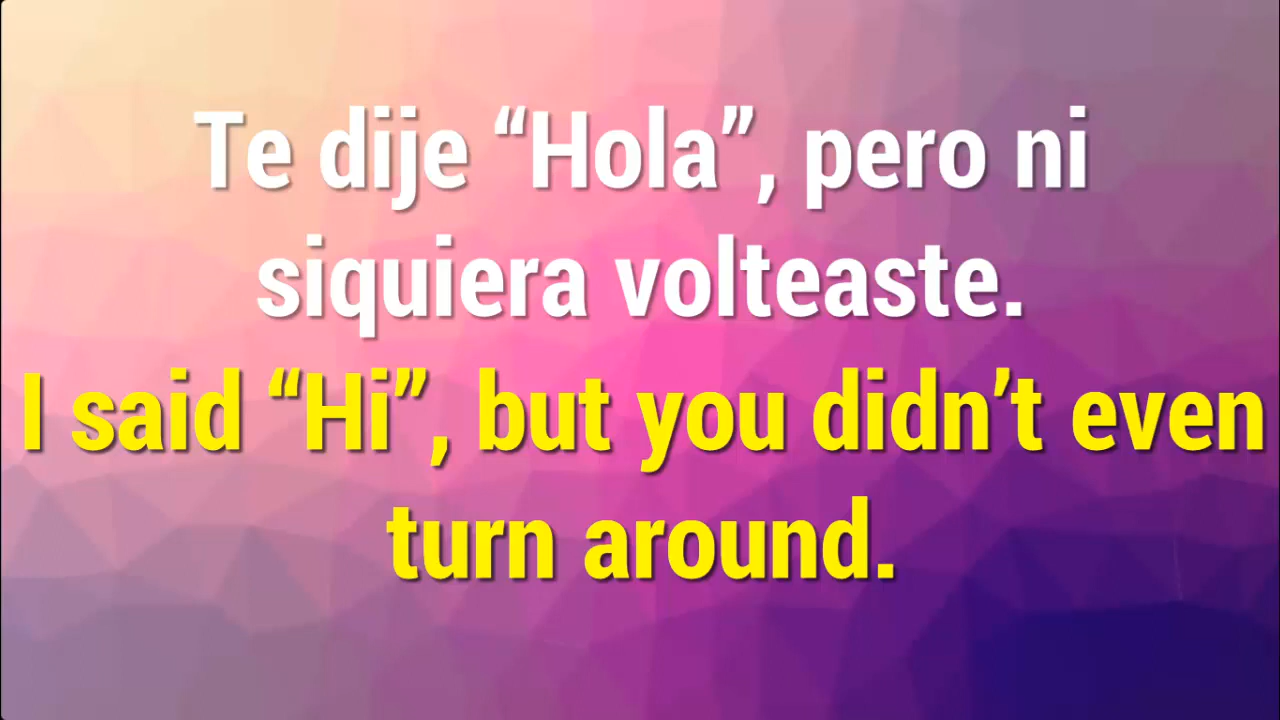 Te dije “Hola”, pero ni
siquiera volteaste.
I said “Hi”, but you didn’t even
turn around.